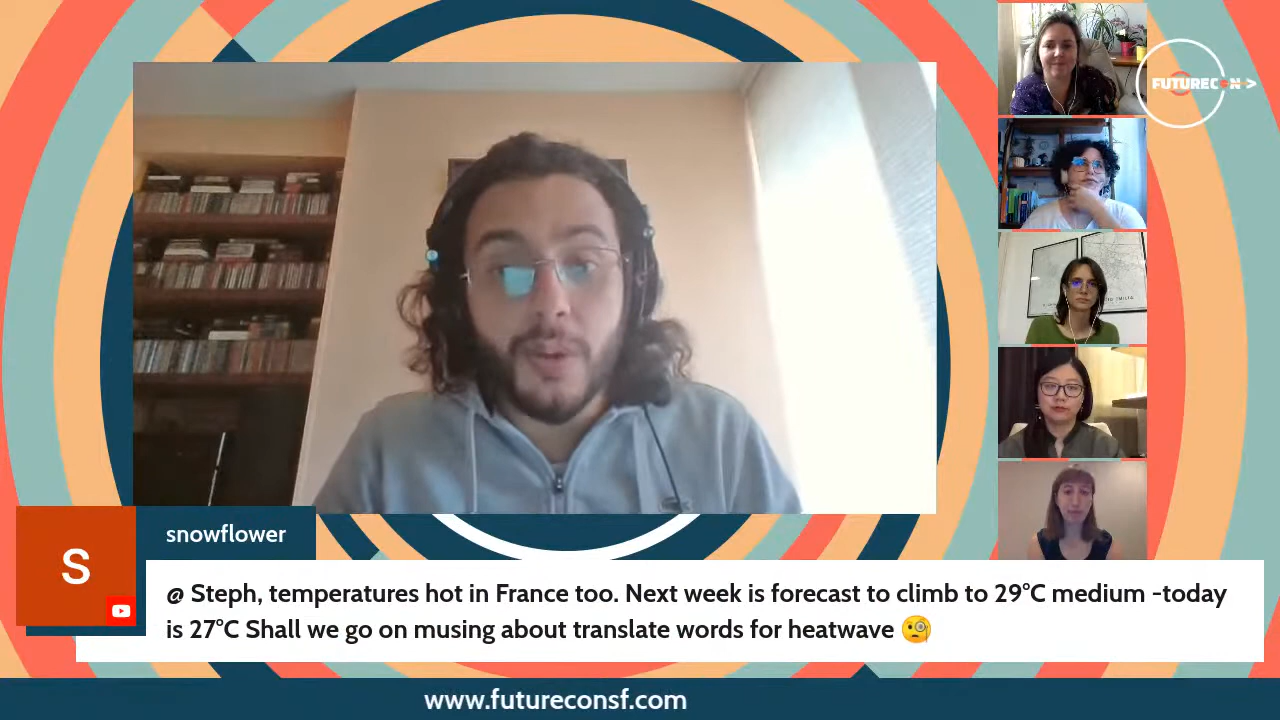 FUTURECON
S
snowflower
@ Steph, temperatures hot in France too. Next week is forecast to climb to 29°C medium -today
is 27°C Shall we go on musing about translate words for heatwave 🧐
www.futureconsf.com